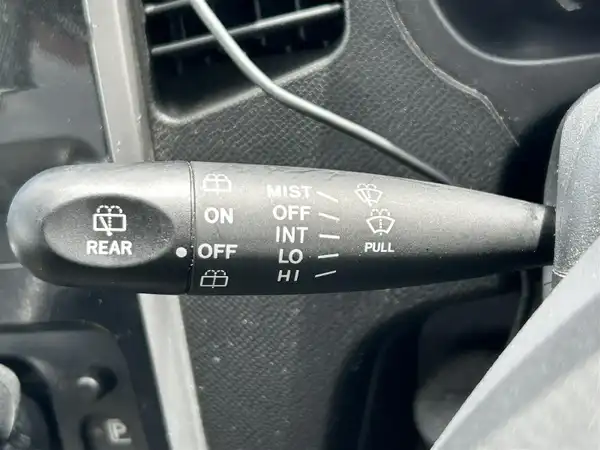 REAR
ON
OFF
MIST
OFF
INT
LO
HI
PULL
P